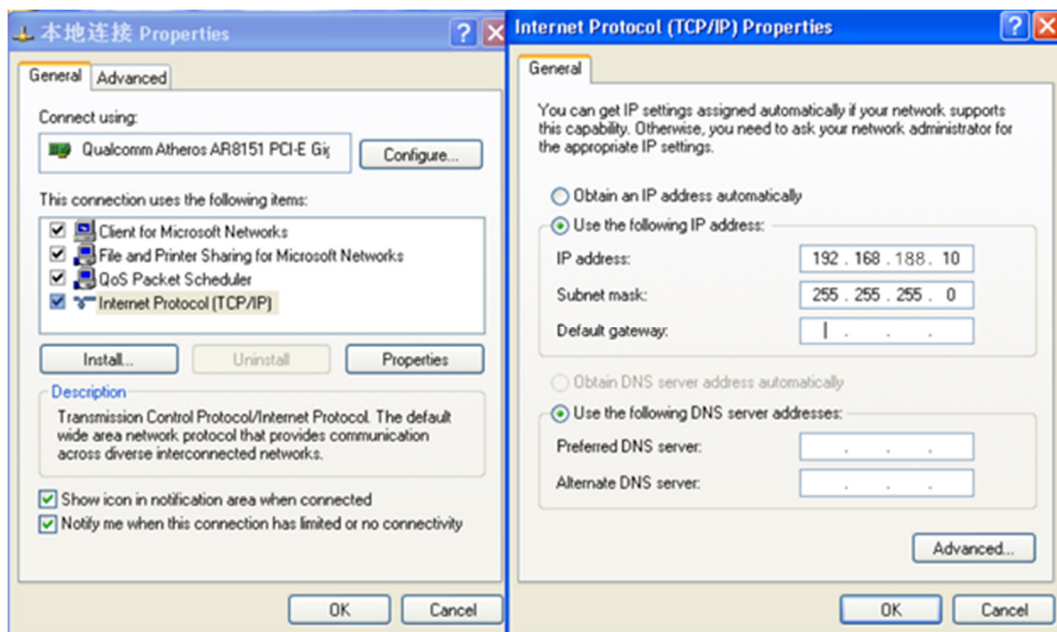 本地连接 Properties
General
Advanced
Connect using:
Qualcomm Atheros AR8151 PCI-E Gig
Configure...
This connection uses the following items:
Client for Microsoft Networks
File and Printer Sharing for Microsoft Networks
QoS Packet Scheduler
Internet Protocol (TCP/IP)
Install...
Uninstall
Properties
Description
Transmission Control Protocol/Internet Protocol. The default
wide area network protocol that provides communication
across diverse interconnected networks.
Show icon in notification area when connected
Notify me when this connection has limited or no connectivity
OK
Cancel
Internet Protocol (TCP/IP) Properties
General
You can get IP settings assigned automatically if your network supports
this capability. Otherwise, you need to ask your network administrator for
the appropriate IP settings.
Obtain an IP address automatically
Use the following IP address:
IP address: 192 . 168 . 188 . 10
Subnet mask: 255 . 255 . 255 . 0
Default gateway: . . .
Obtain DNS server address automatically
Use the following DNS server addresses:
Preferred DNS server: . . .
Alternate DNS server: . . .
Advanced...
OK
Cancel